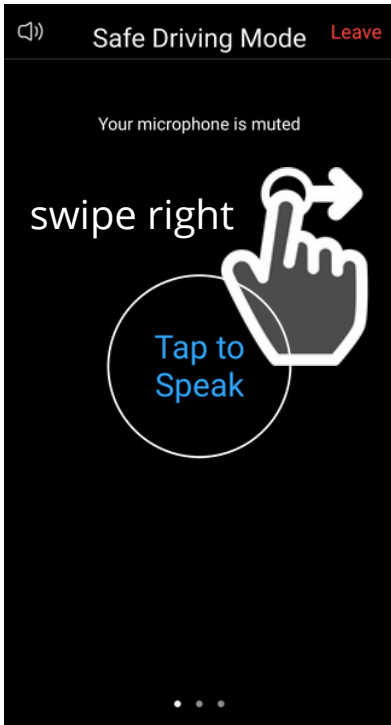 Safe Driving Mode Leave
Your microphone is muted
swipe right
Tap to
Speak